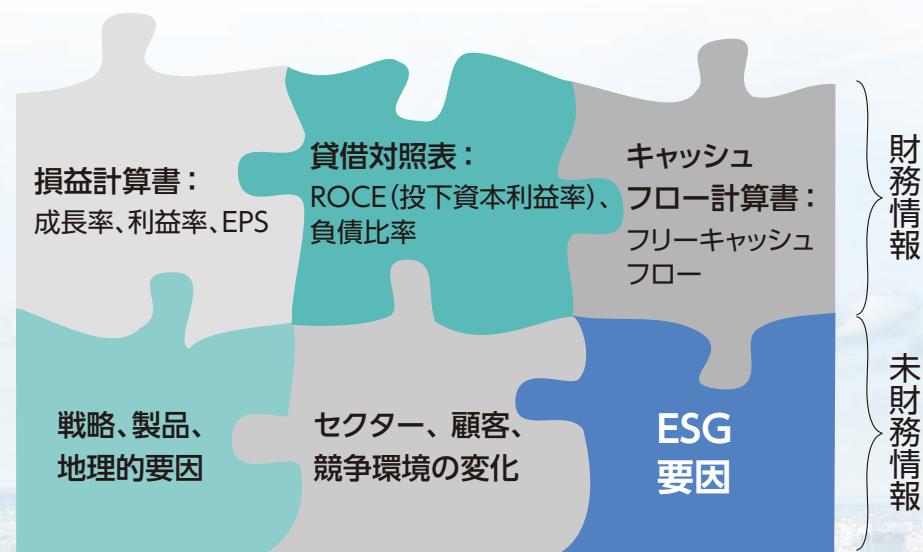 損益計算書：
成長率、利益率、EPS
貸借対照表：
ROCE（投下資本利益率）、
負債比率
キャッシュ
フロー計算書：
フリーキャッシュ
フロー
財務情報
戦略、製品、
地理的要因
セクター、顧客、
競争環境の変化
ESG
要因
未財務情報